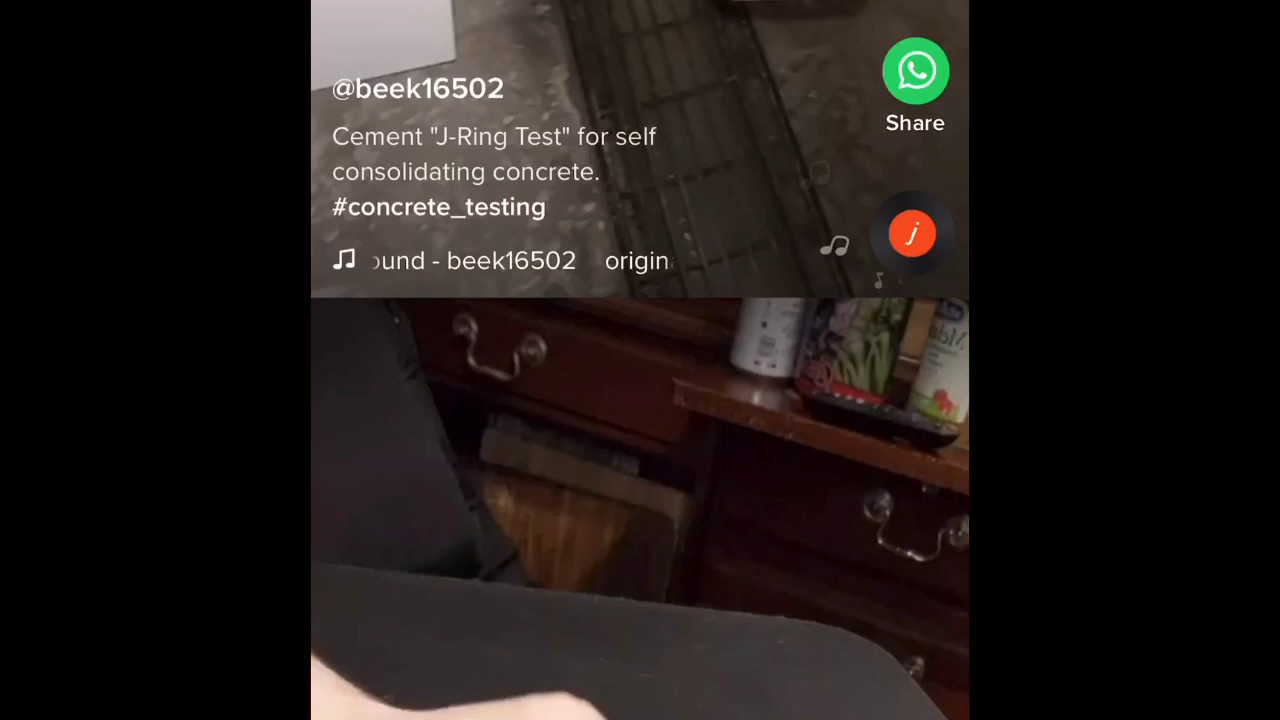 @beek16502
Cement "J-Ring Test" for self
consolidating concrete.
#concrete_testing
ound - beek16502 origin
Share
j